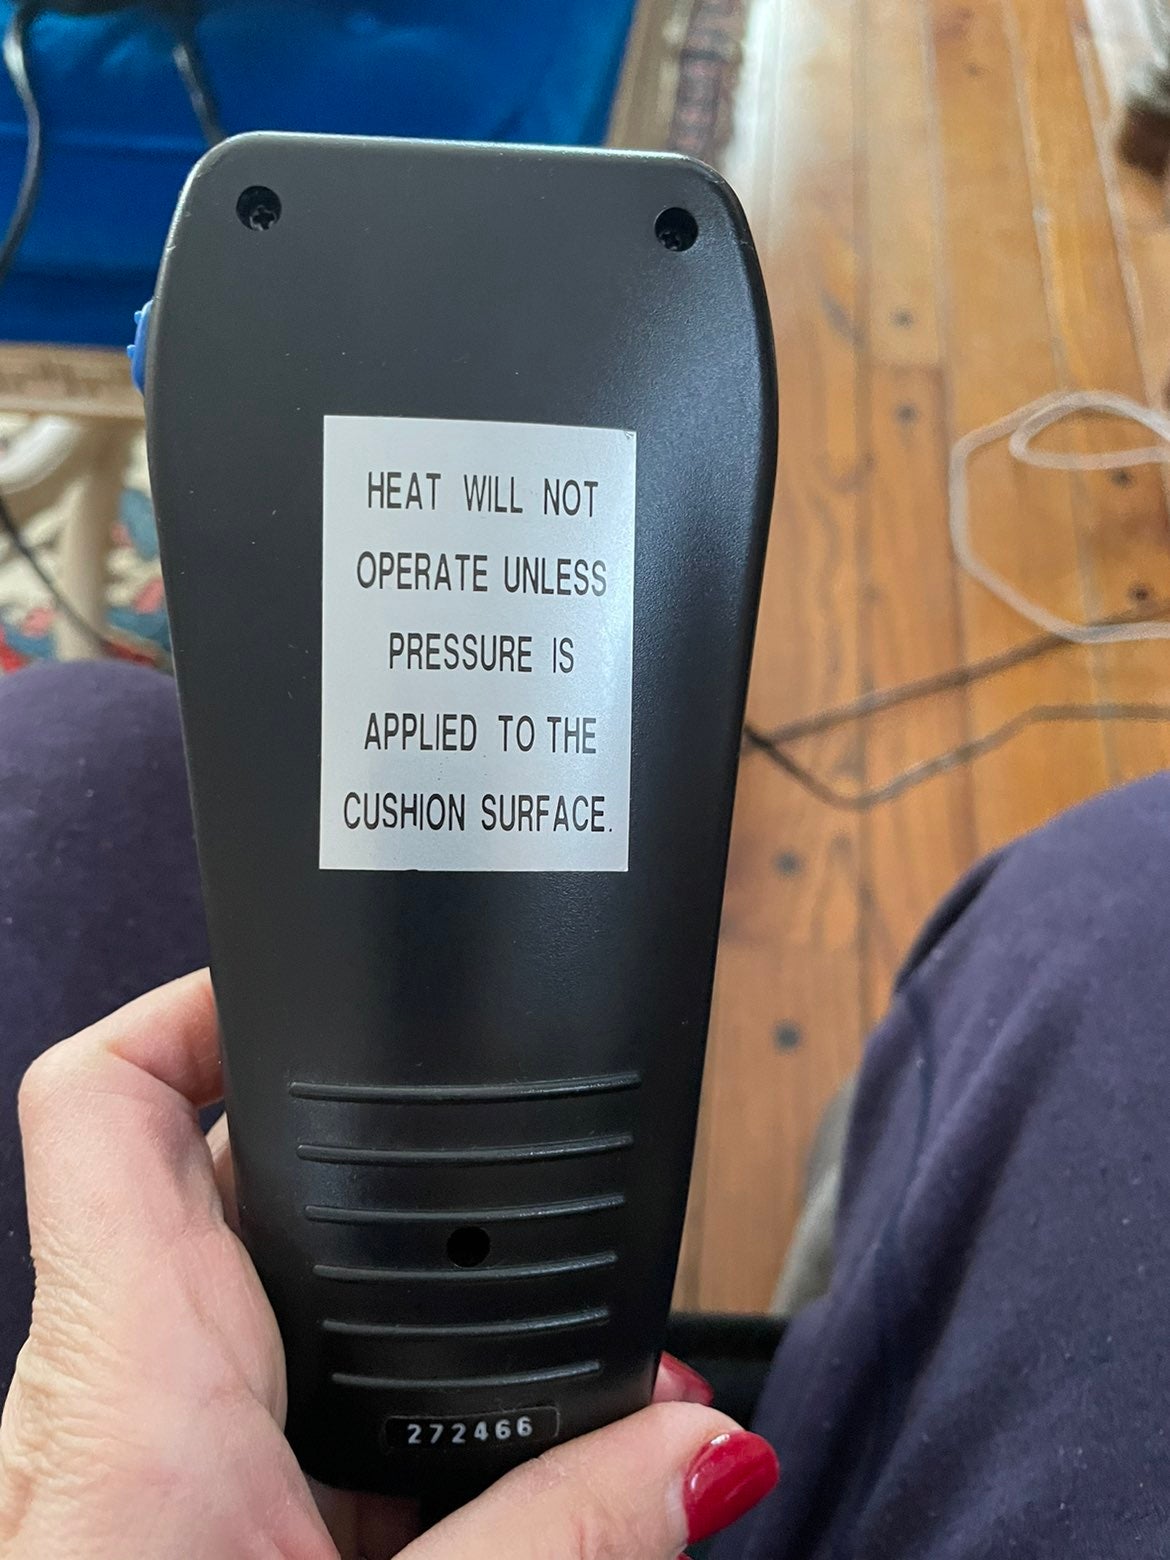 HEAT WILL NOT
OPERATE UNLESS
PRESSURE IS
APPLIED TO THE
CUSHION SURFACE.
272466